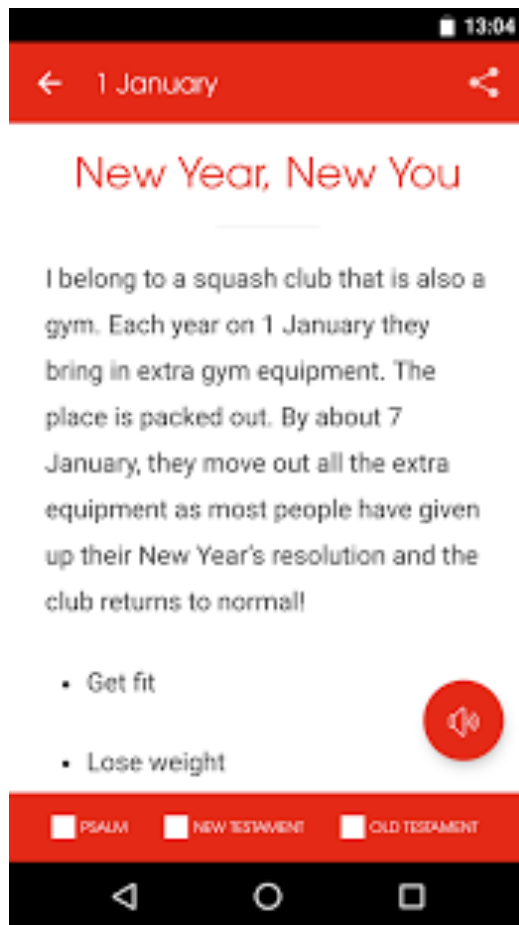 13:04
1 January
New Year, New You
I belong to a squash club that is also a
gym. Each year on 1 January they
bring in extra gym equipment. The
place is packed out. By about 7
January, they move out all the extra
equipment as most people have given
up their New Year's resolution and the
club returns to normal!
• Get fit
• Lose weight
PSALM NEW TESTAMENT OLD TESTAMENT